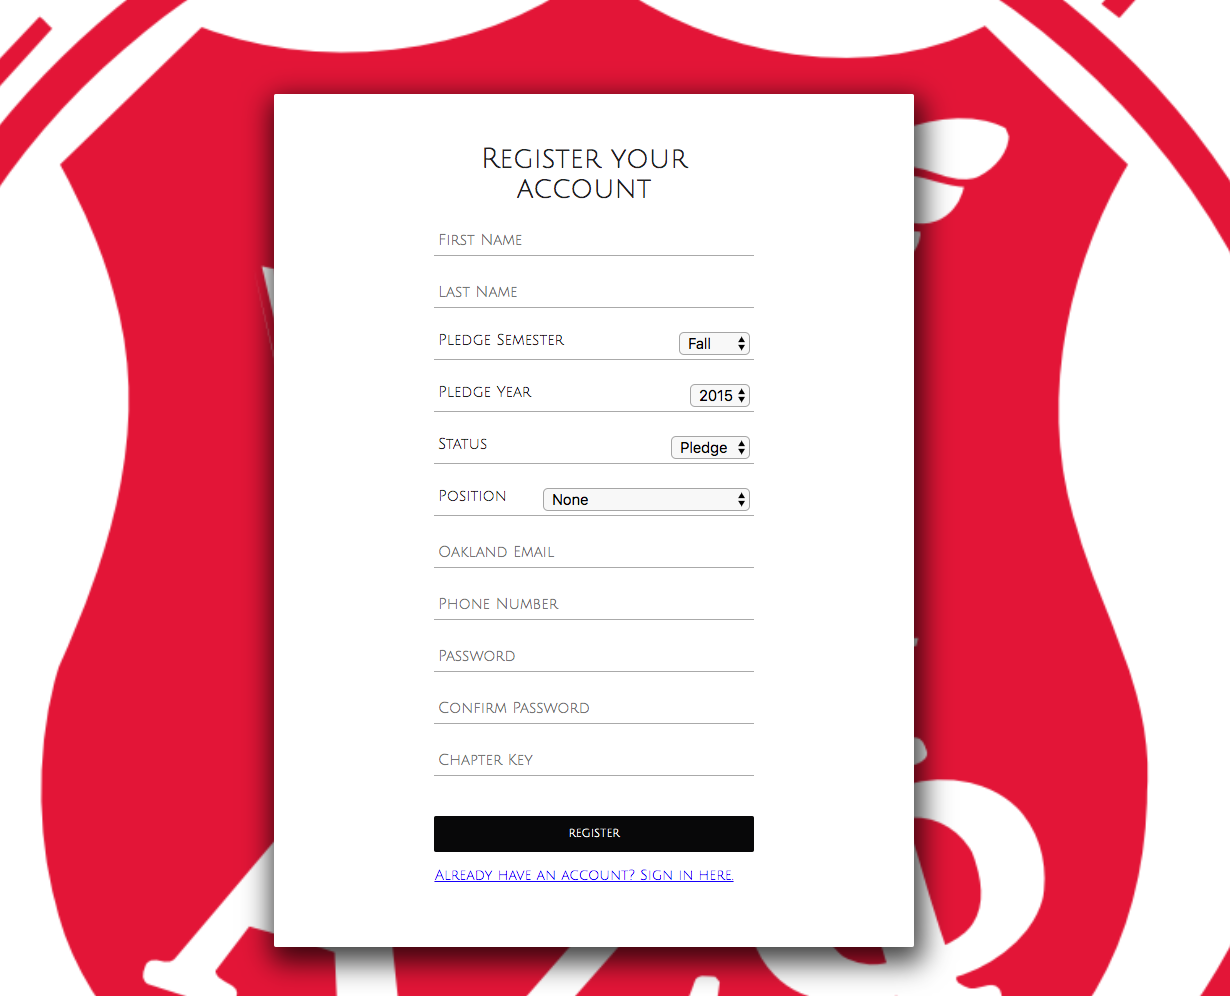 Register your
account
First Name
Last Name
Pledge Semester Fall
Pledge Year 2015
Status Pledge
Position None
Oakland Email
Phone Number
Password
Confirm Password
Chapter Key
Register
Already have an account? Sign in here.